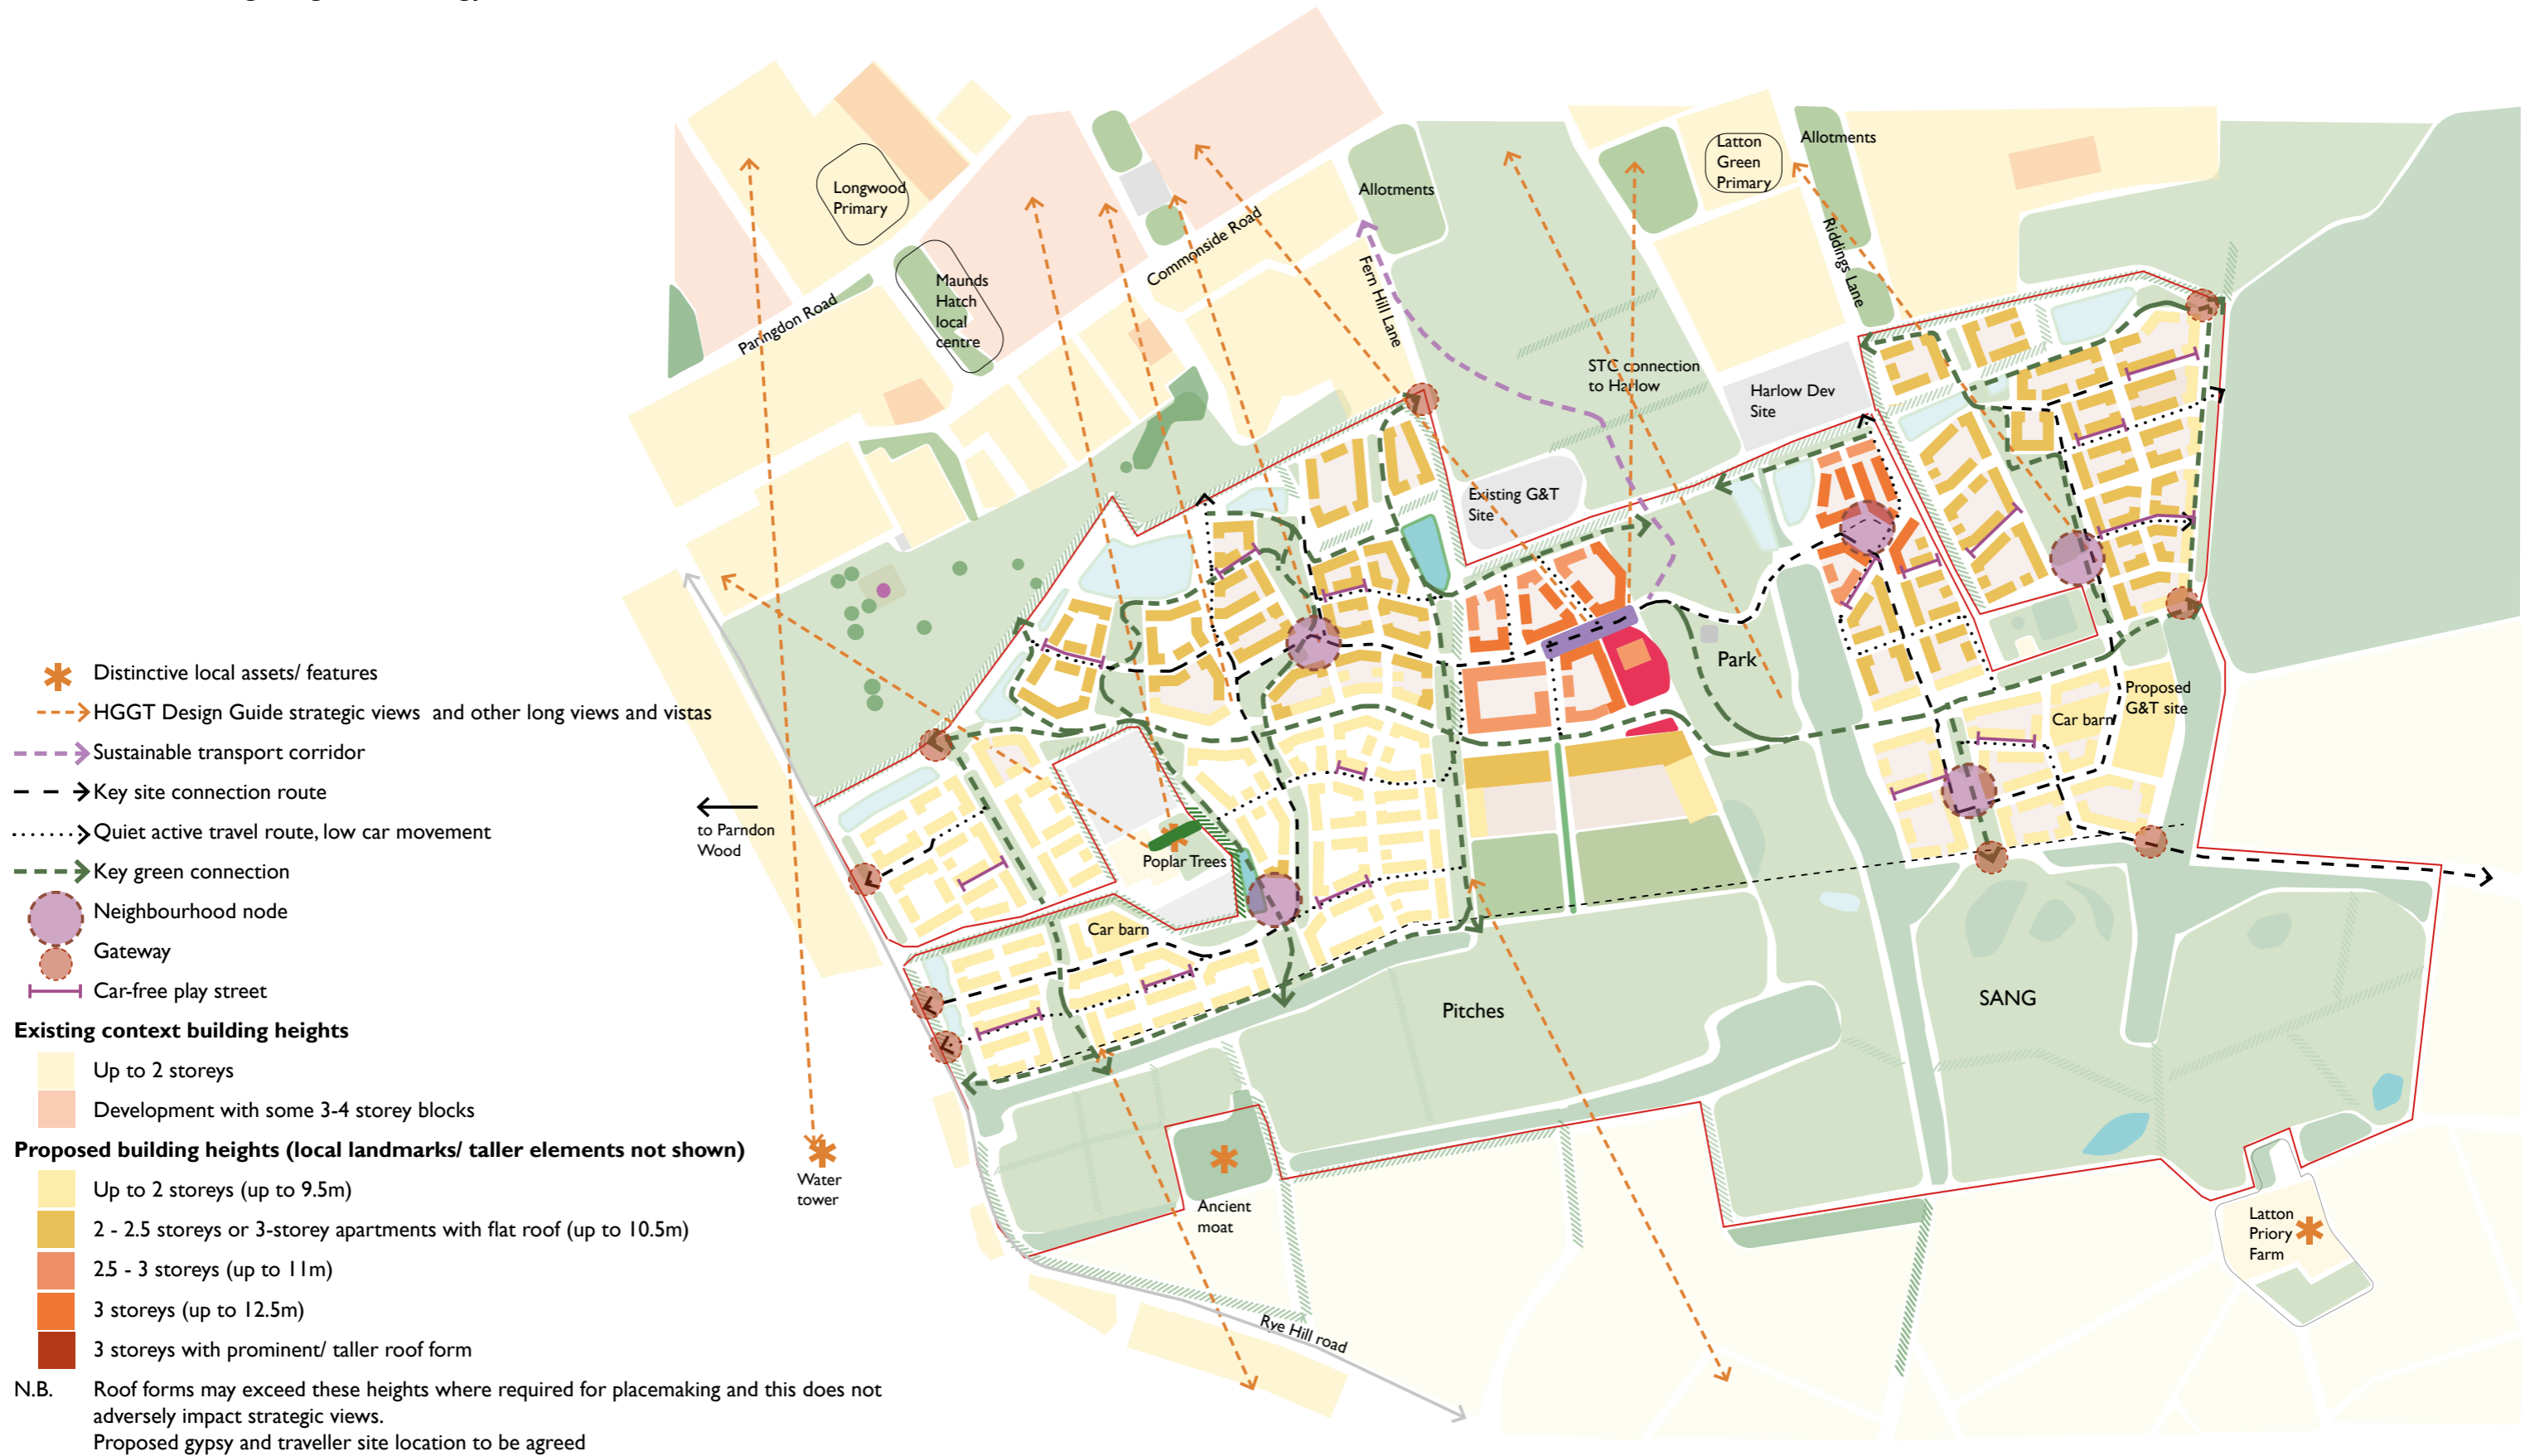 Longwood
Primary
Maunds
Hatch
local
centre
Paringdon Road
Commonside Road
Allotments
Fern Hill Lane
Latton
Green
Primary
Allotments
Riddings Lane
STC connection
to Harlow
Harlow Dev
Site
Existing G&T
Site
Park
Proposed
G&T site
Car barn
to Parndon
Wood
Poplar Trees
Car barn
Pitches
SANG
Water
tower
Ancient
moat
Latton
Priory
Farm
Rye Hill road
Distinctive local assets/ features
HGGT Design Guide strategic views and other long views and vistas
Sustainable transport corridor
Key site connection route
Quiet active travel route, low car movement
Key green connection
Neighbourhood node
Gateway
Car-free play street
Existing context building heights
Up to 2 storeys
Development with some 3-4 storey blocks
Proposed building heights (local landmarks/ taller elements not shown)
Up to 2 storeys (up to 9.5m)
2 - 2.5 storeys or 3-storey apartments with flat roof (up to 10.5m)
2.5 - 3 storeys (up to 11m)
3 storeys (up to 12.5m)
3 storeys with prominent/ taller roof form
N.B. Roof forms may exceed these heights where required for placemaking and this does not
adversely impact strategic views.
Proposed gypsy and traveller site location to be agreed